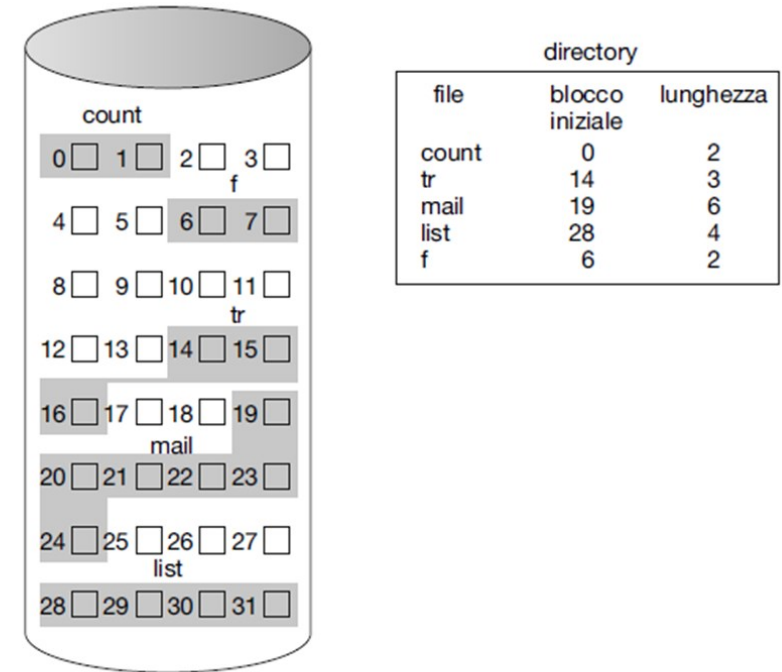 count
0 1 2 3
f
4 5 6 7
8 9 10 11
tr
12 13 14 15
16 17 18 19
mail
20 21 22 23
24 25 26 27
list
28 29 30 31
directory
file blocco iniziale lunghezza
count 0 2
tr 14 3
mail 19 6
list 28 4
f 6 2